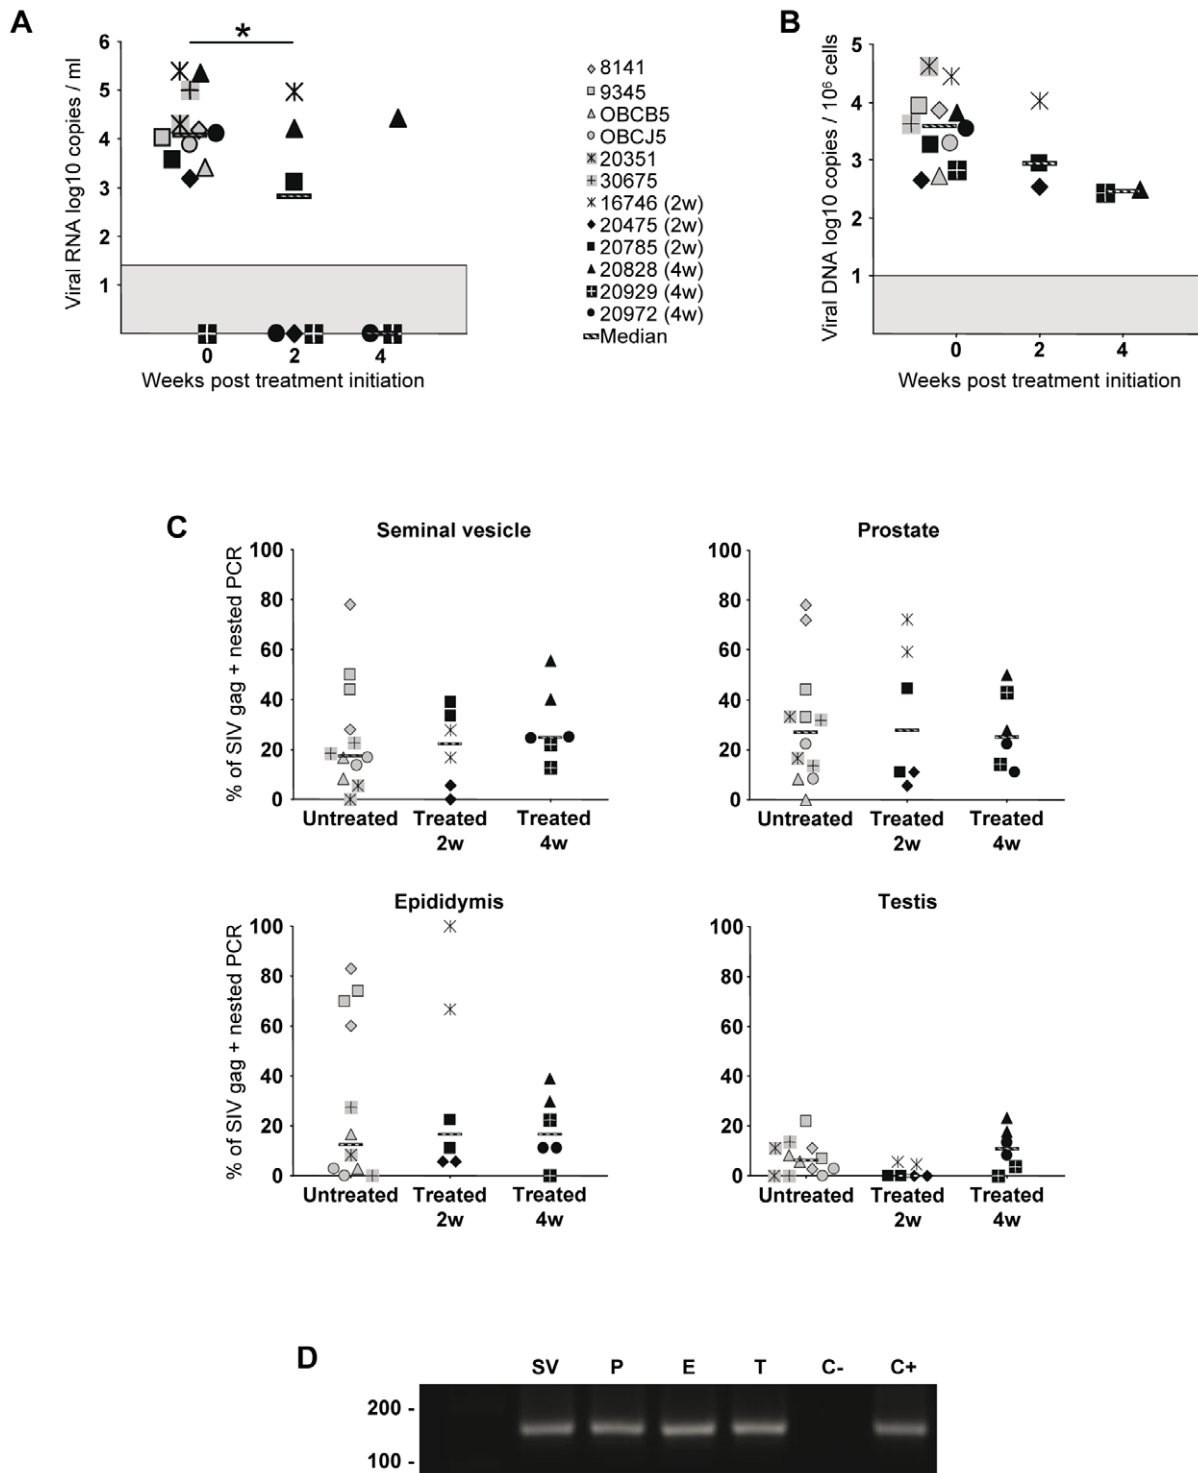 A
6
5
4
3
2
1
*
Viral RNA log10 copies / ml
0 2 4
Weeks post treatment initiation
8141
9345
OBCB5
OBCJ5
20351
30675
16746 (2w)
20475 (2w)
20785 (2w)
20828 (4w)
20929 (4w)
20972 (4w)
Median
B
5
4
3
2
1
Viral DNA log10 copies / 10⁶ cells
0 2 4
Weeks post treatment initiation
C
Seminal vesicle
% of SIV gag + nested PCR
100
80
60
40
20
0
Untreated Treated Treated
2w 4w
Prostate
100
80
60
40
20
0
Untreated Treated Treated
2w 4w
Epididymis
% of SIV gag + nested PCR
100
80
60
40
20
0
Untreated Treated Treated
2w 4w
Testis
100
80
60
40
20
0
Untreated Treated Treated
2w 4w
D
SV P E T C- C+
200 -
100 -